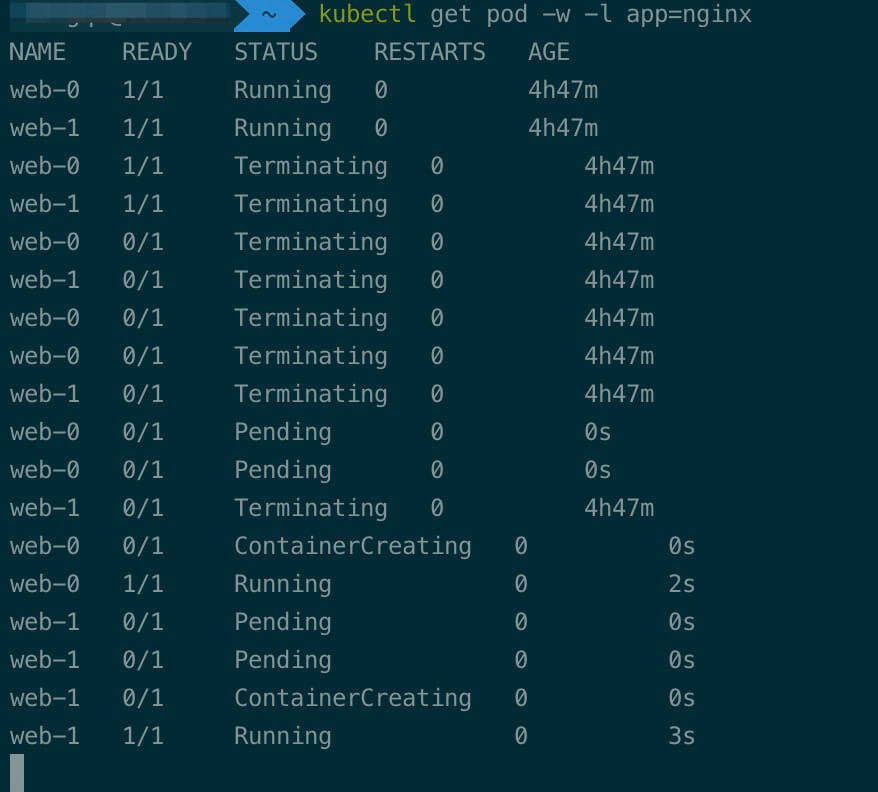 ~ kubectl get pod -w -l app=nginx
NAME READY STATUS RESTARTS AGE
web-0 1/1 Running 0 4h47m
web-1 1/1 Running 0 4h47m
web-0 1/1 Terminating 0 4h47m
web-1 1/1 Terminating 0 4h47m
web-0 0/1 Terminating 0 4h47m
web-1 0/1 Terminating 0 4h47m
web-0 0/1 Terminating 0 4h47m
web-0 0/1 Terminating 0 4h47m
web-1 0/1 Terminating 0 4h47m
web-0 0/1 Pending 0 0s
web-0 0/1 Pending 0 0s
web-1 0/1 Terminating 0 4h47m
web-0 0/1 ContainerCreating 0 0s
web-0 1/1 Running 0 2s
web-1 0/1 Pending 0 0s
web-1 0/1 Pending 0 0s
web-1 0/1 ContainerCreating 0 0s
web-1 1/1 Running 0 3s